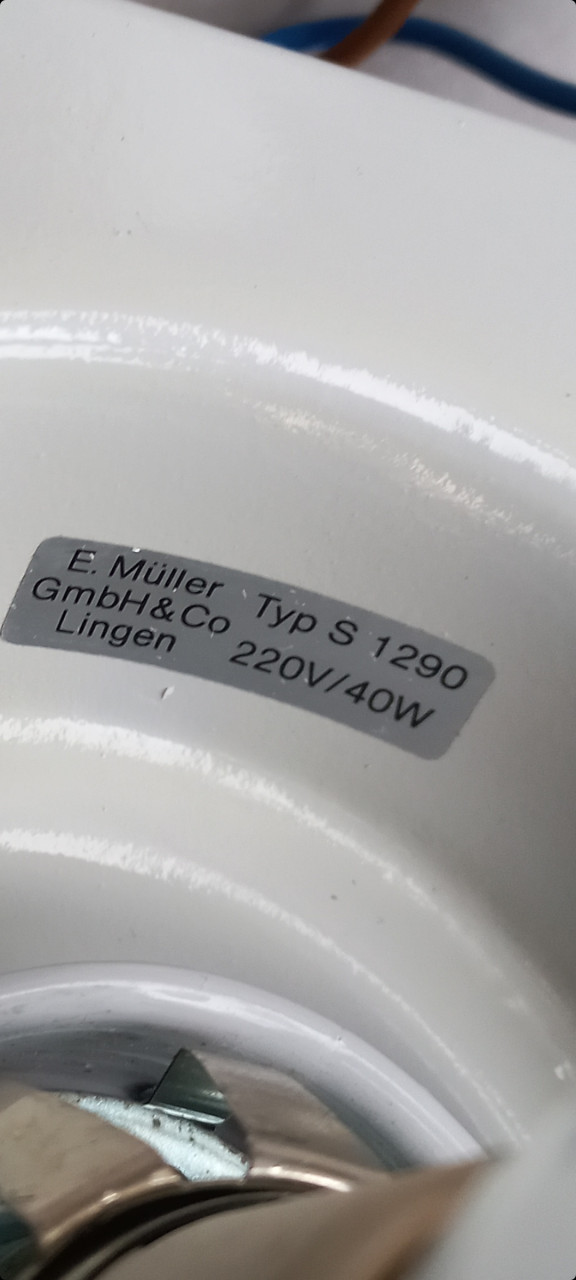 E. Müller
GmbH & Co
Lingen
Typ S 1290
220V/40W